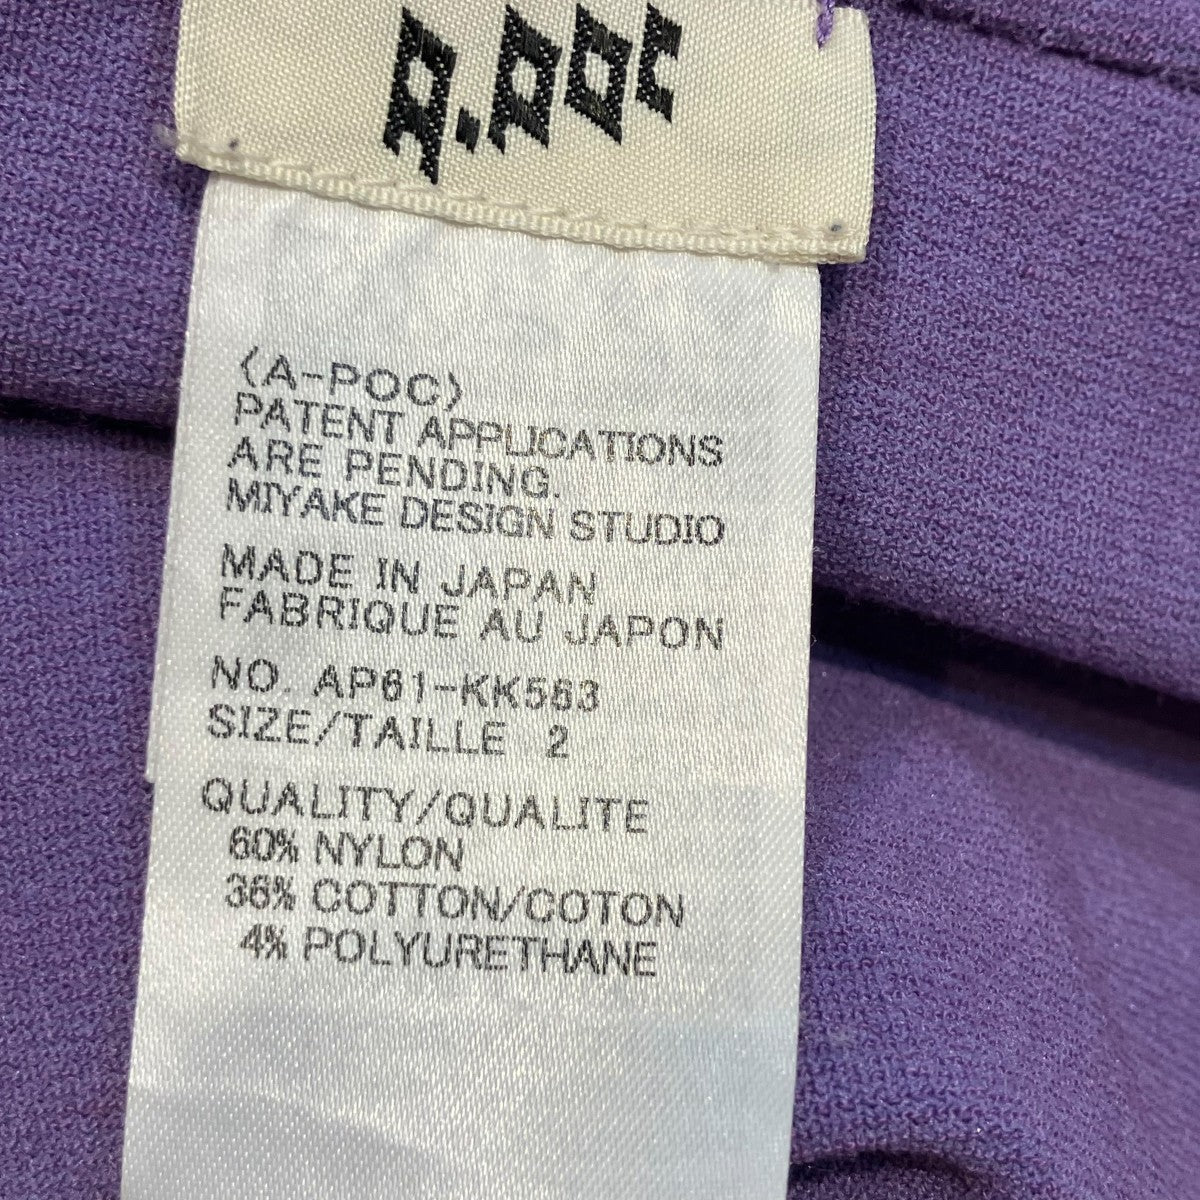 a.poc
〈A-POC〉
PATENT APPLICATIONS
ARE PENDING.
MIYAKE DESIGN STUDIO
MADE IN JAPAN
FABRIQUE AU JAPON
NO. AP61-KK563
SIZE/TAILLE 2
QUALITY/QUALITE
60% NYLON
36% COTTON/COTON
4% POLYURETHANE